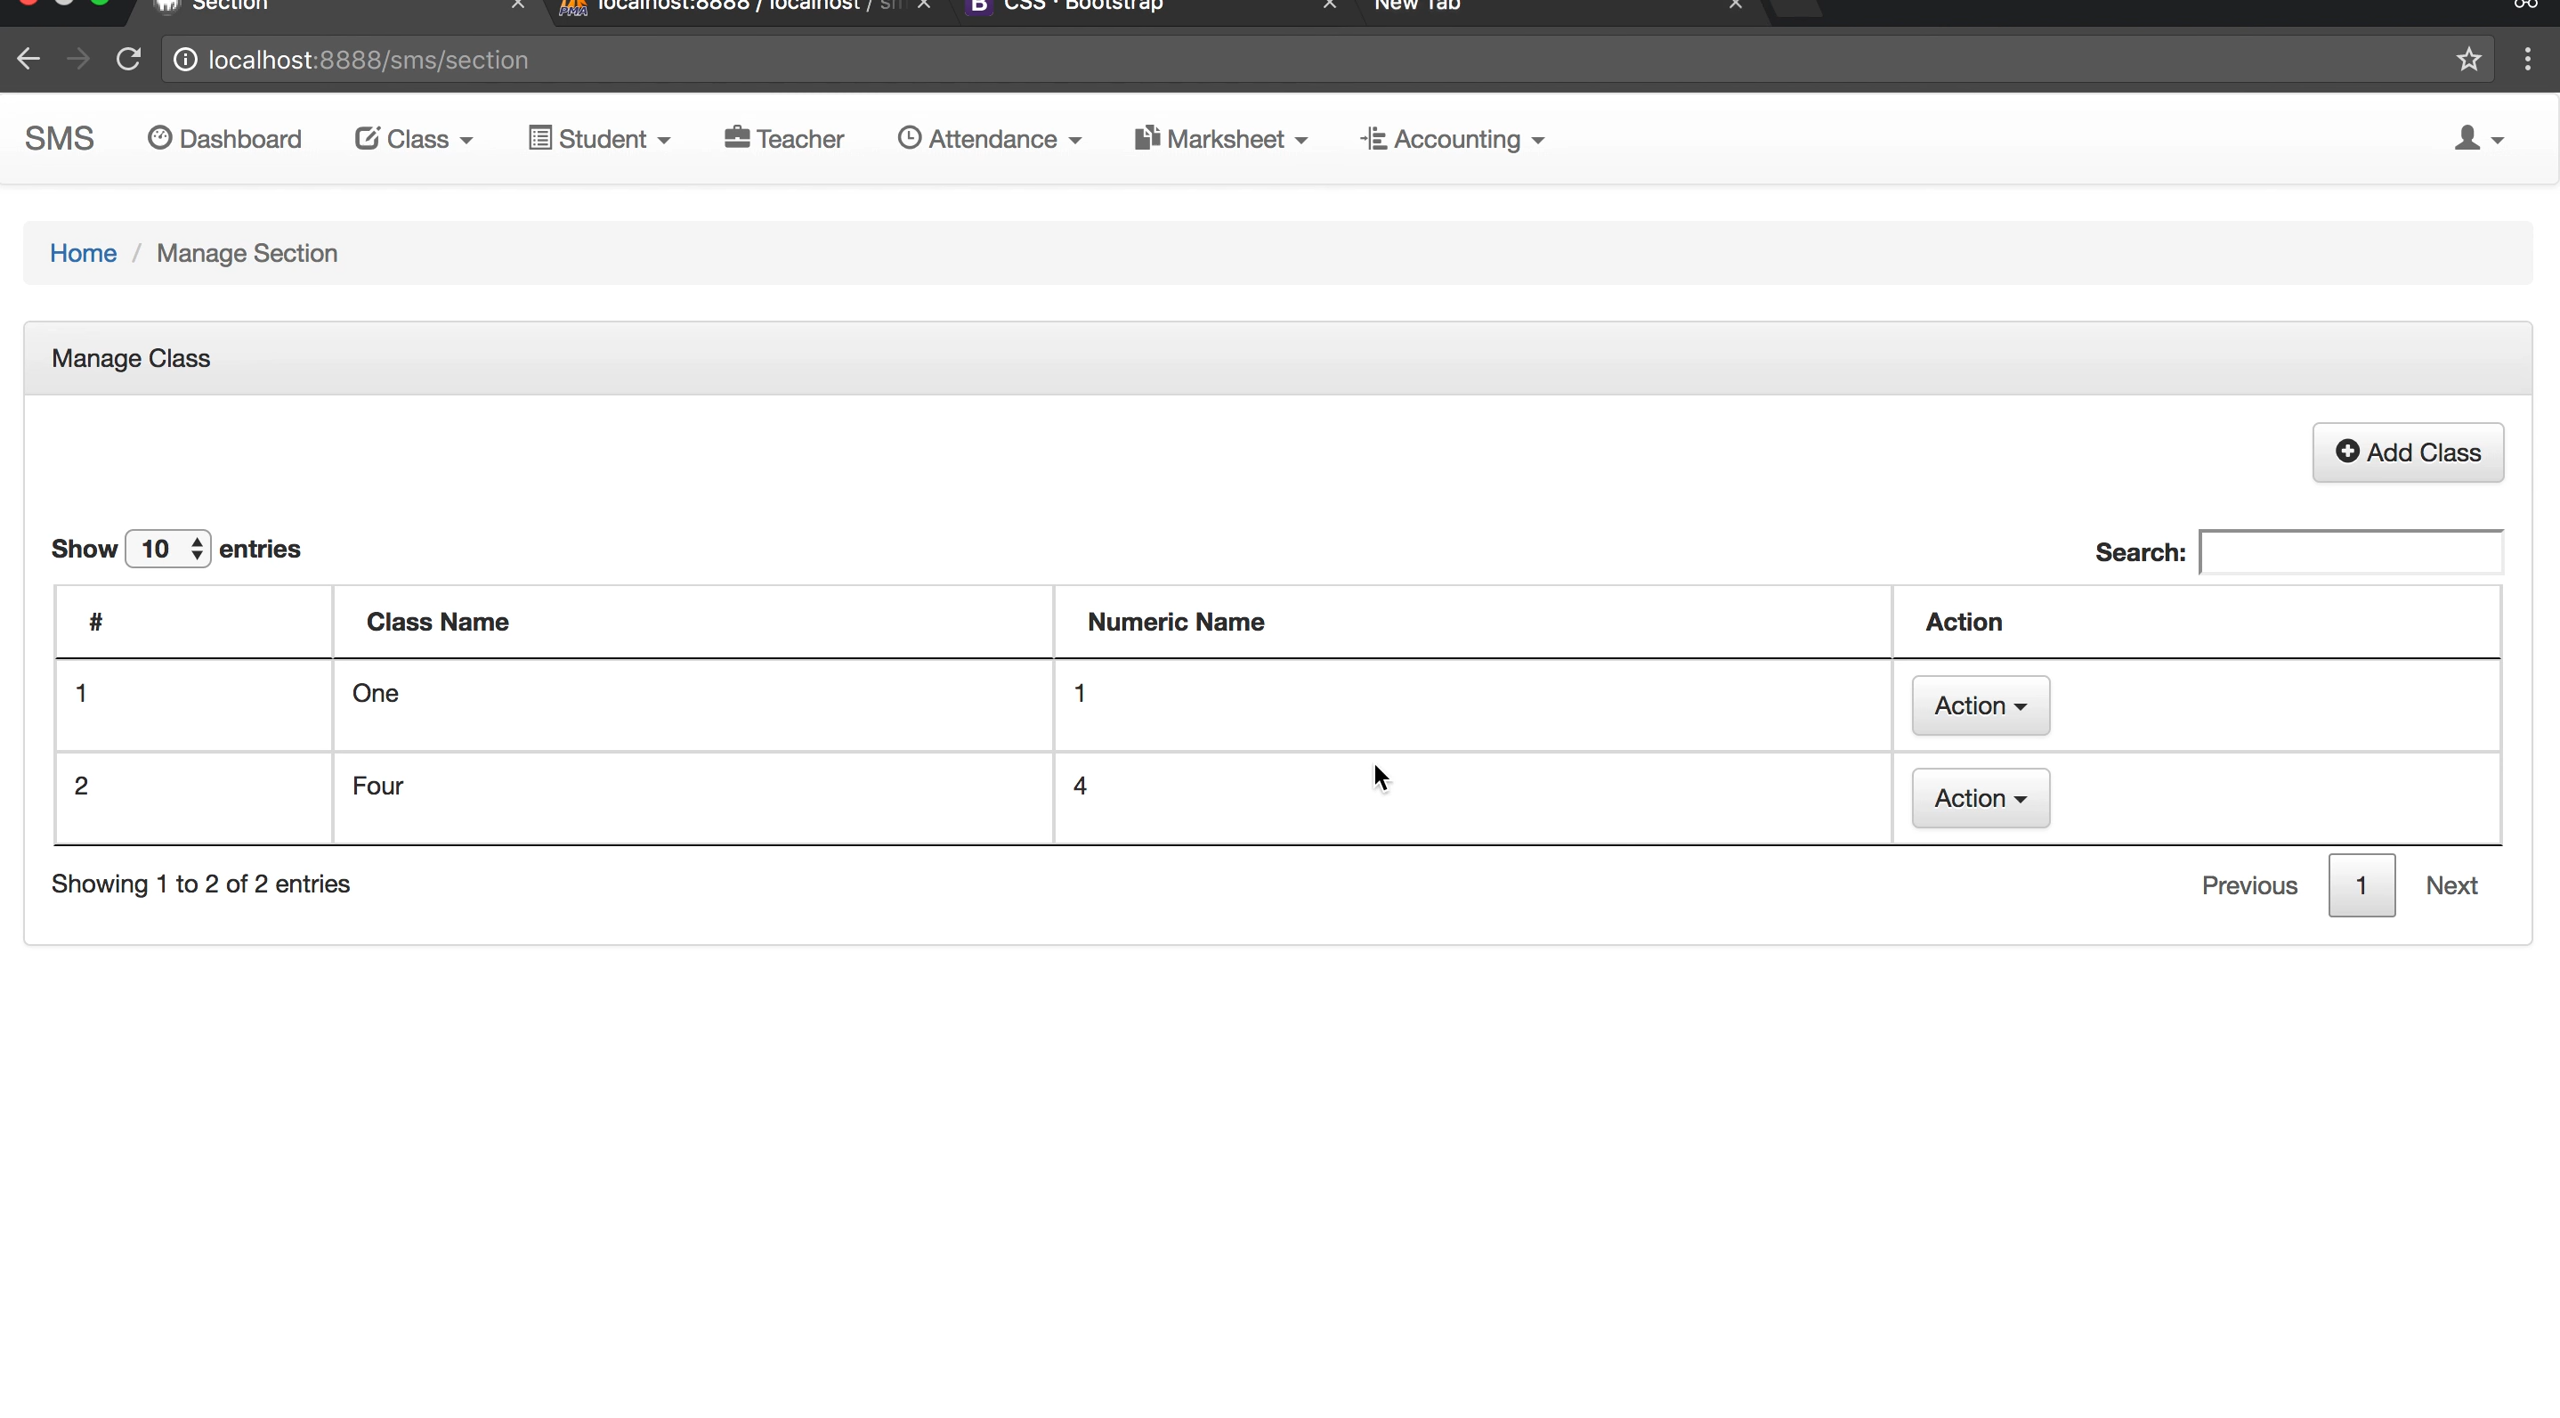 Section localhost:8888 / localhost / sm CSS · Bootstrap New Tab
localhost:8888/sms/section
SMS Dashboard Class Student Teacher Attendance Marksheet Accounting
Home / Manage Section
Manage Class
Add Class
Show 10 entries Search:
# Class Name Numeric Name Action
1 One 1 Action
2 Four 4 Action
Showing 1 to 2 of 2 entries Previous 1 Next